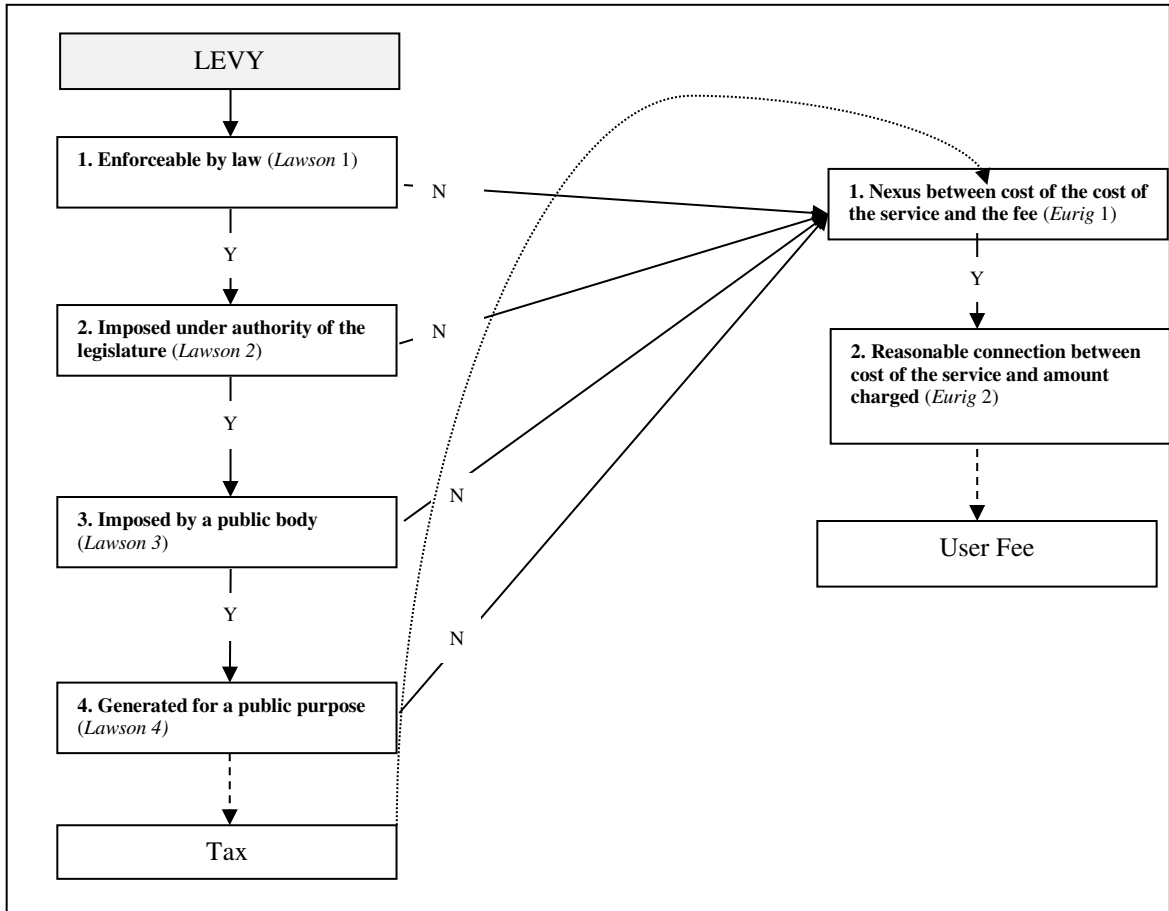 LEVY
1. Enforceable by law (Lawson 1)
N
Y
2. Imposed under authority of the
legislature (Lawson 2)
N
Y
3. Imposed by a public body
(Lawson 3)
N
Y
4. Generated for a public purpose
(Lawson 4)
N
Tax
1. Nexus between cost of the cost of
the service and the fee (Eurig 1)
Y
2. Reasonable connection between
cost of the service and amount
charged (Eurig 2)
User Fee